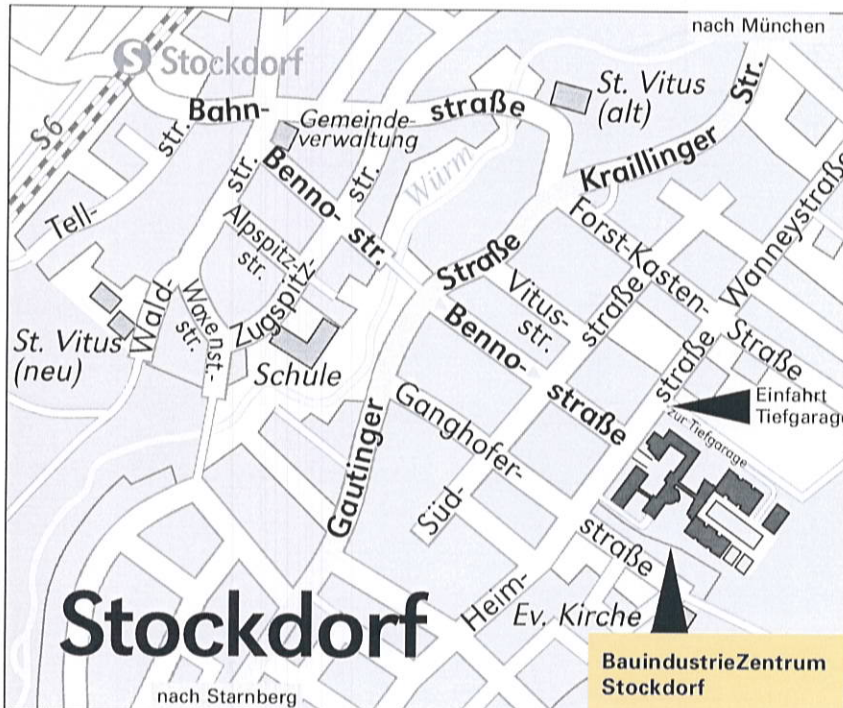 nach München
S Stockdorf
S6
Bahn-
straße
Gemeinde-
verwaltung
St. Vitus
(alt)
Kraillinger Str.
Tell-
str.
Wald-
str.
Benno-
str.
Alpspitz-
str.
Zugspitz-
str.
Waxenst.-
str.
Würm
St. Vitus
(neu)
Schule
Gautinger
Straße
Vitus-
str.
Forst-Kasten-
Straße
Wanneystraße
Benno-
straße
Ganghofer-
straße
Süd-
straße
Heim-
straße
Einfahrt
Tiefgarage
zur Tiefgarage
Ev. Kirche
Stockdorf
nach Starnberg
BauindustrieZentrum
Stockdorf